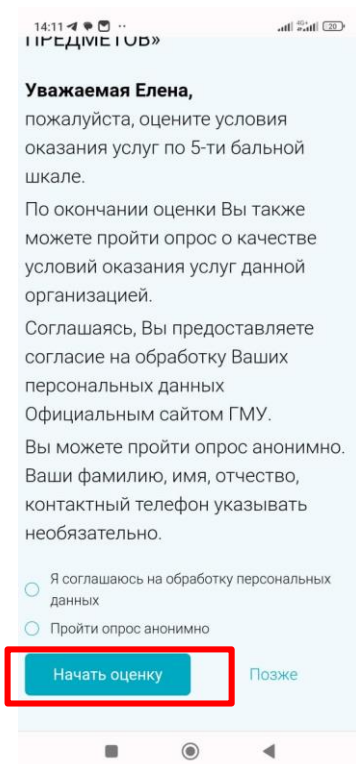 14:11
4G+
20
ПРЕДМЕТОВ»
Уважаемая Елена,
пожалуйста, оцените условия
оказания услуг по 5-ти бальной
шкале.
По окончании оценки Вы также
можете пройти опрос о качестве
условий оказания услуг данной
организацией.
Соглашаясь, Вы предоставляете
согласие на обработку Ваших
персональных данных
Официальным сайтом ГМУ.
Вы можете пройти опрос анонимно.
Ваши фамилию, имя, отчество,
контактный телефон указывать
необязательно.
Я соглашаюсь на обработку персональных
данных
Пройти опрос анонимно
Начать оценку
Позже